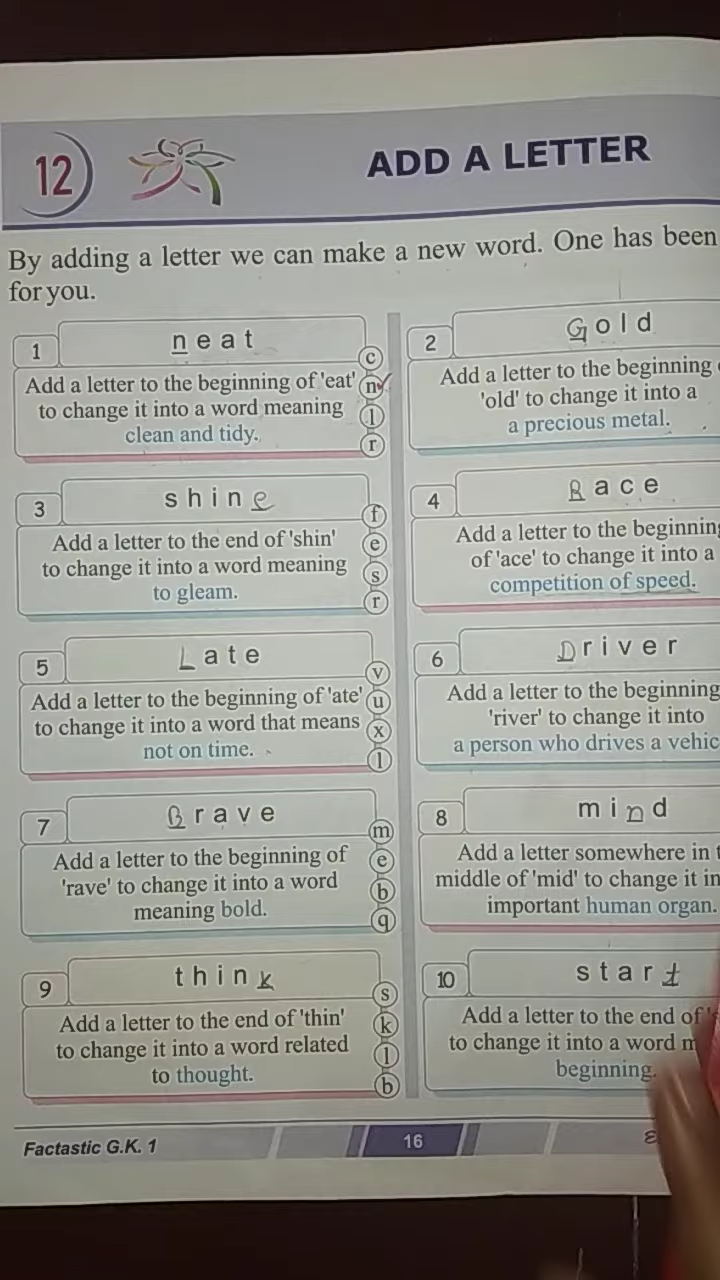 12
ADD A LETTER
By adding a letter we can make a new word. One has been
for you.
1
neat
Add a letter to the beginning of 'eat'
to change it into a word meaning
clean and tidy.
c
n
l
r
2
Gold
Add a letter to the beginning
'old' to change it into a
a precious metal.
3
shine
Add a letter to the end of 'shin'
to change it into a word meaning
to gleam.
f
e
s
r
4
Race
Add a letter to the beginning
of 'ace' to change it into a
competition of speed.
5
Late
Add a letter to the beginning of 'ate'
to change it into a word that means
not on time.
v
u
x
l
6
Driver
Add a letter to the beginning
'river' to change it into
a person who drives a vehic
7
Brave
Add a letter to the beginning of
'rave' to change it into a word
meaning bold.
m
e
b
q
8
mind
Add a letter somewhere in t
middle of 'mid' to change it in
important human organ.
9
think
Add a letter to the end of 'thin'
to change it into a word related
to thought.
s
k
l
b
10
start
Add a letter to the end of
to change it into a word m
beginning.
Factastic G.K. 1
16